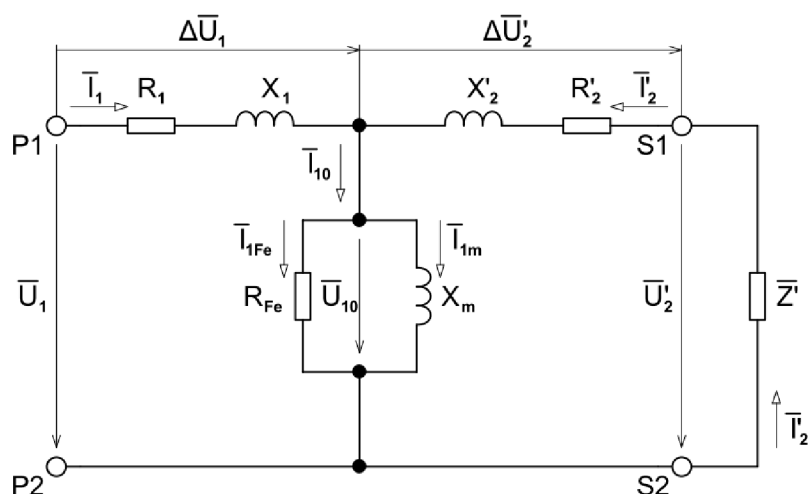 ΔU̅₁ ΔU̅'₂
I̅₁ R₁ X₁ X'₂ R'₂ I̅'₂
P1 S1
I̅₁₀
I̅₁Fe I̅₁m
U̅₁ RFe U̅₁₀ Xm U̅'₂ Z̅'
I̅'₂
P2 S2